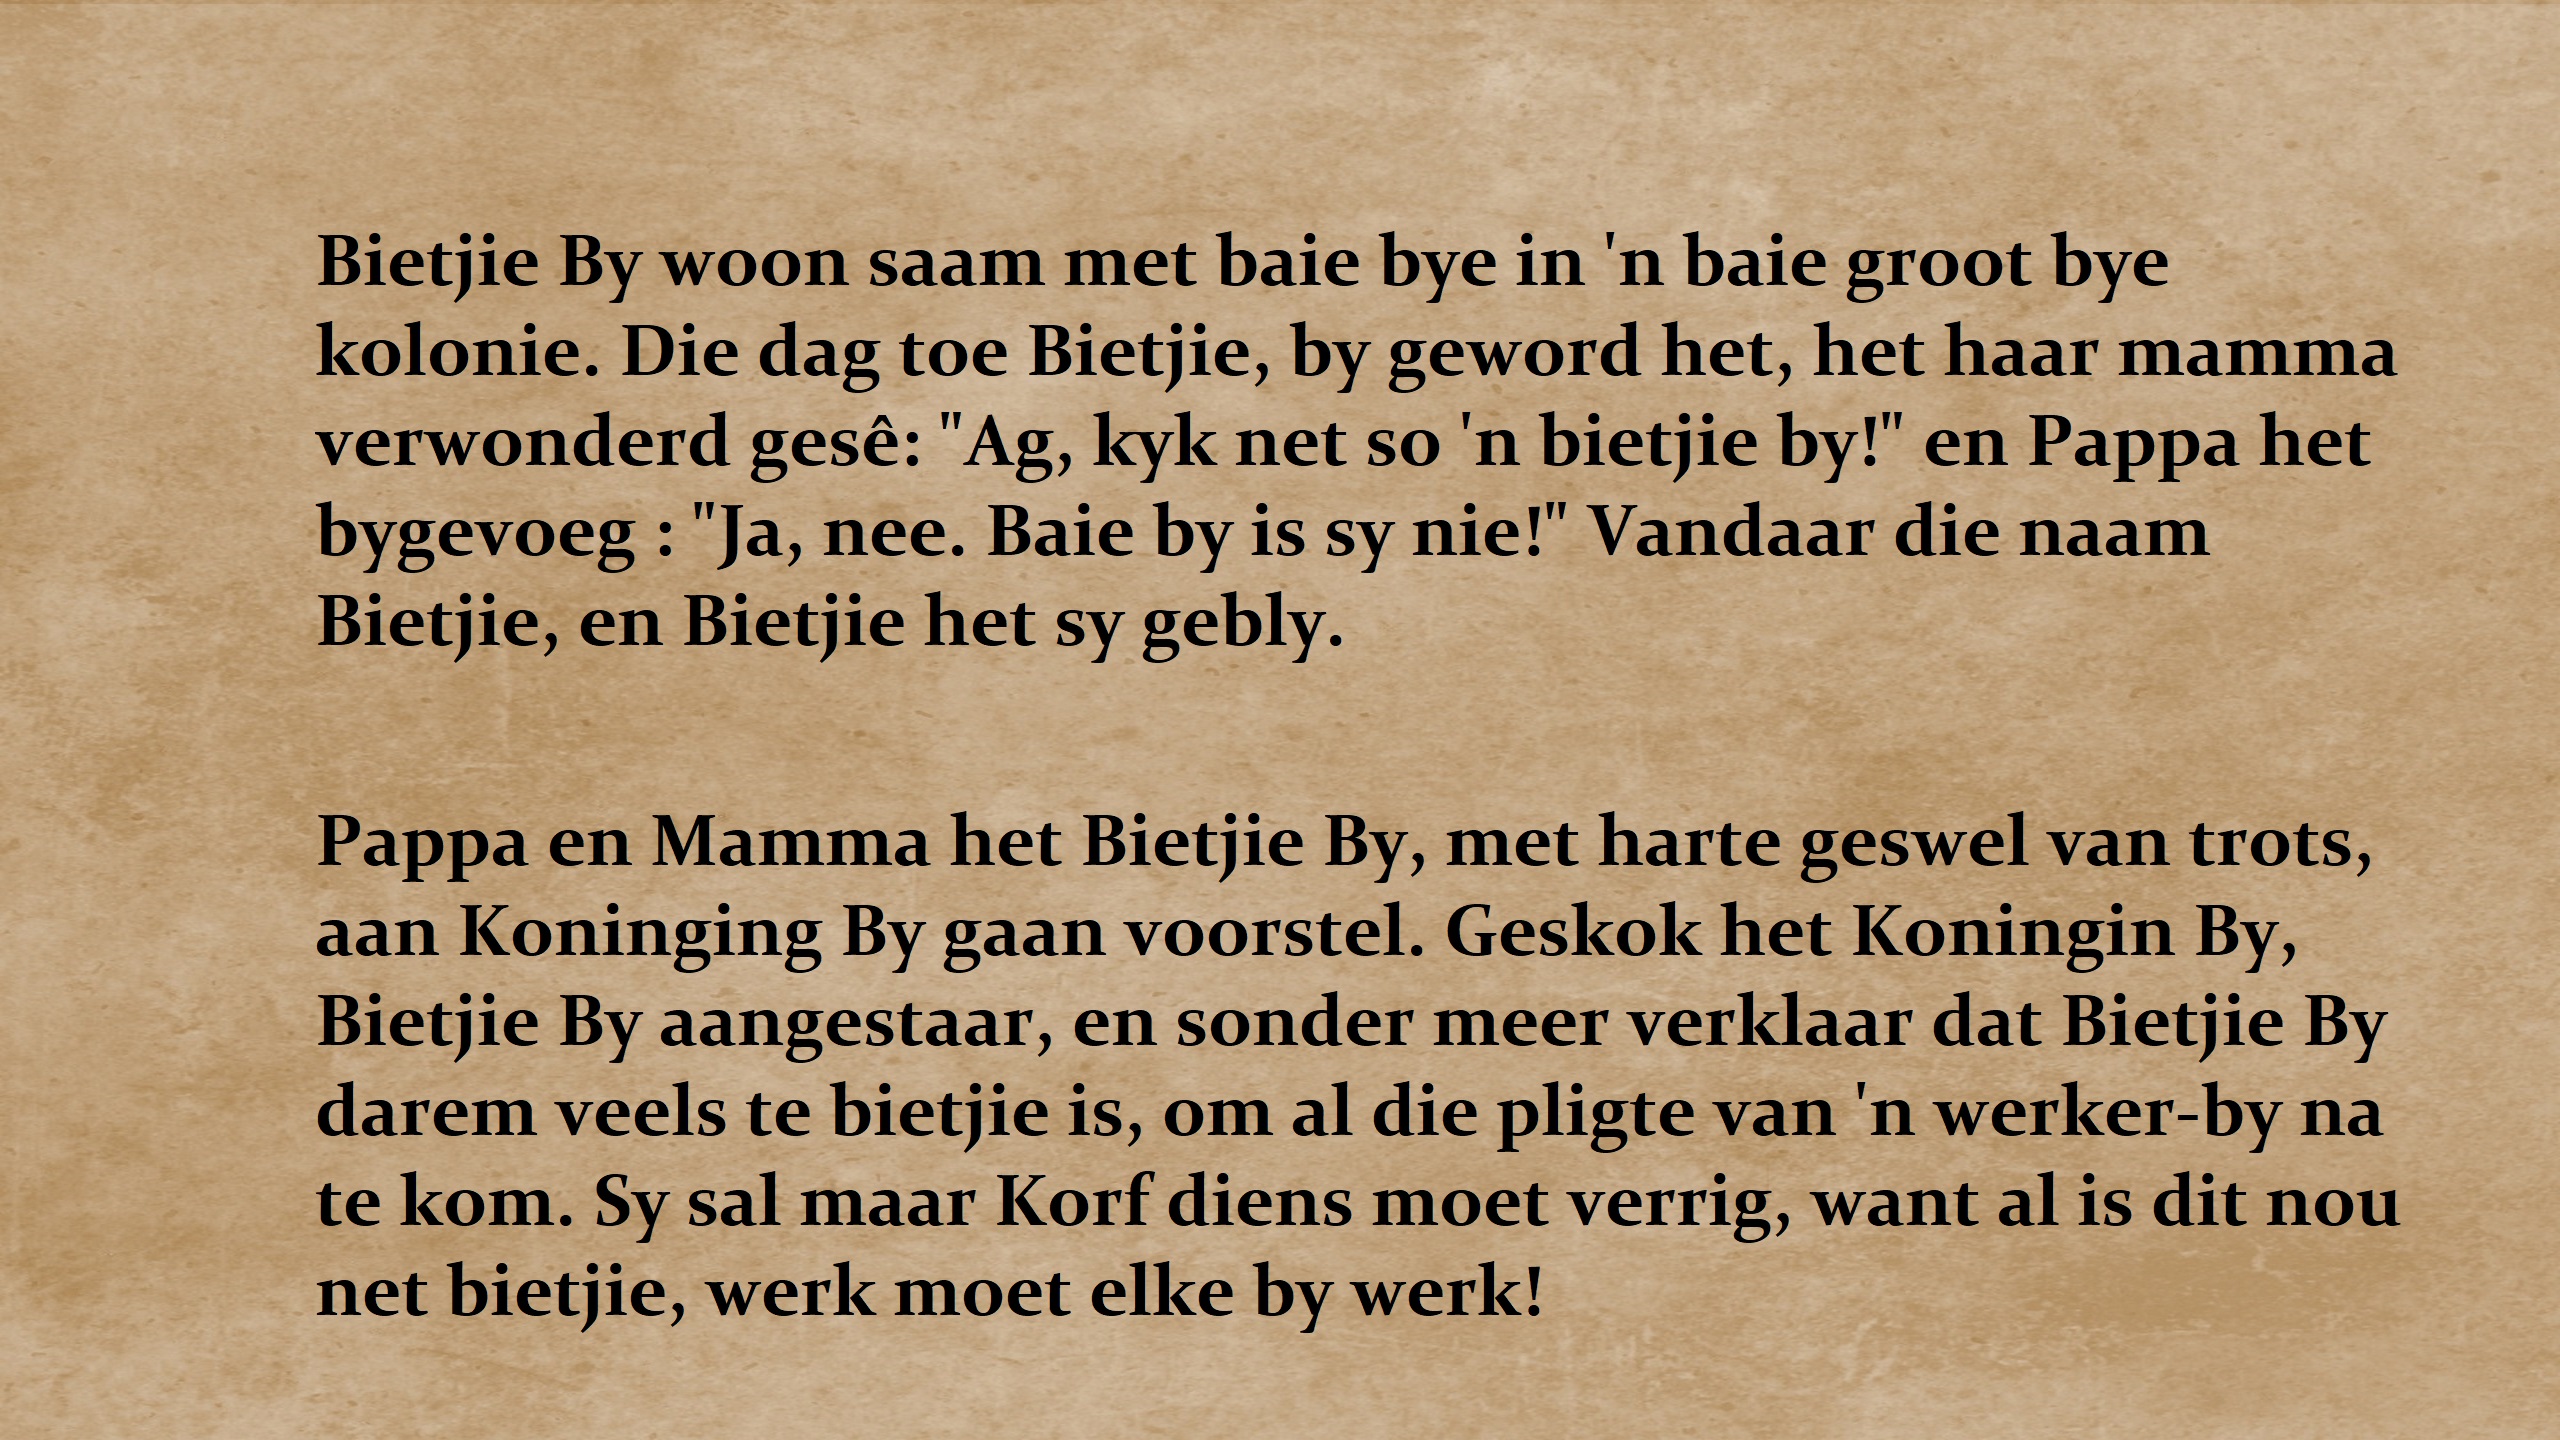 Bietjie By woon saam met baie bye in 'n baie groot bye
kolonie. Die dag toe Bietjie, by geword het, het haar mamma
verwonderd gesê: "Ag, kyk net so 'n bietjie by!" en Pappa het
bygevoeg : "Ja, nee. Baie by is sy nie!" Vandaar die naam
Bietjie, en Bietjie het sy gebly.
Pappa en Mamma het Bietjie By, met harte geswel van trots,
aan Koninging By gaan voorstel. Geskok het Koningin By,
Bietjie By aangestaar, en sonder meer verklaar dat Bietjie By
darem veels te bietjie is, om al die pligte van 'n werker-by na
te kom. Sy sal maar Korf diens moet verrig, want al is dit nou
net bietjie, werk moet elke by werk!